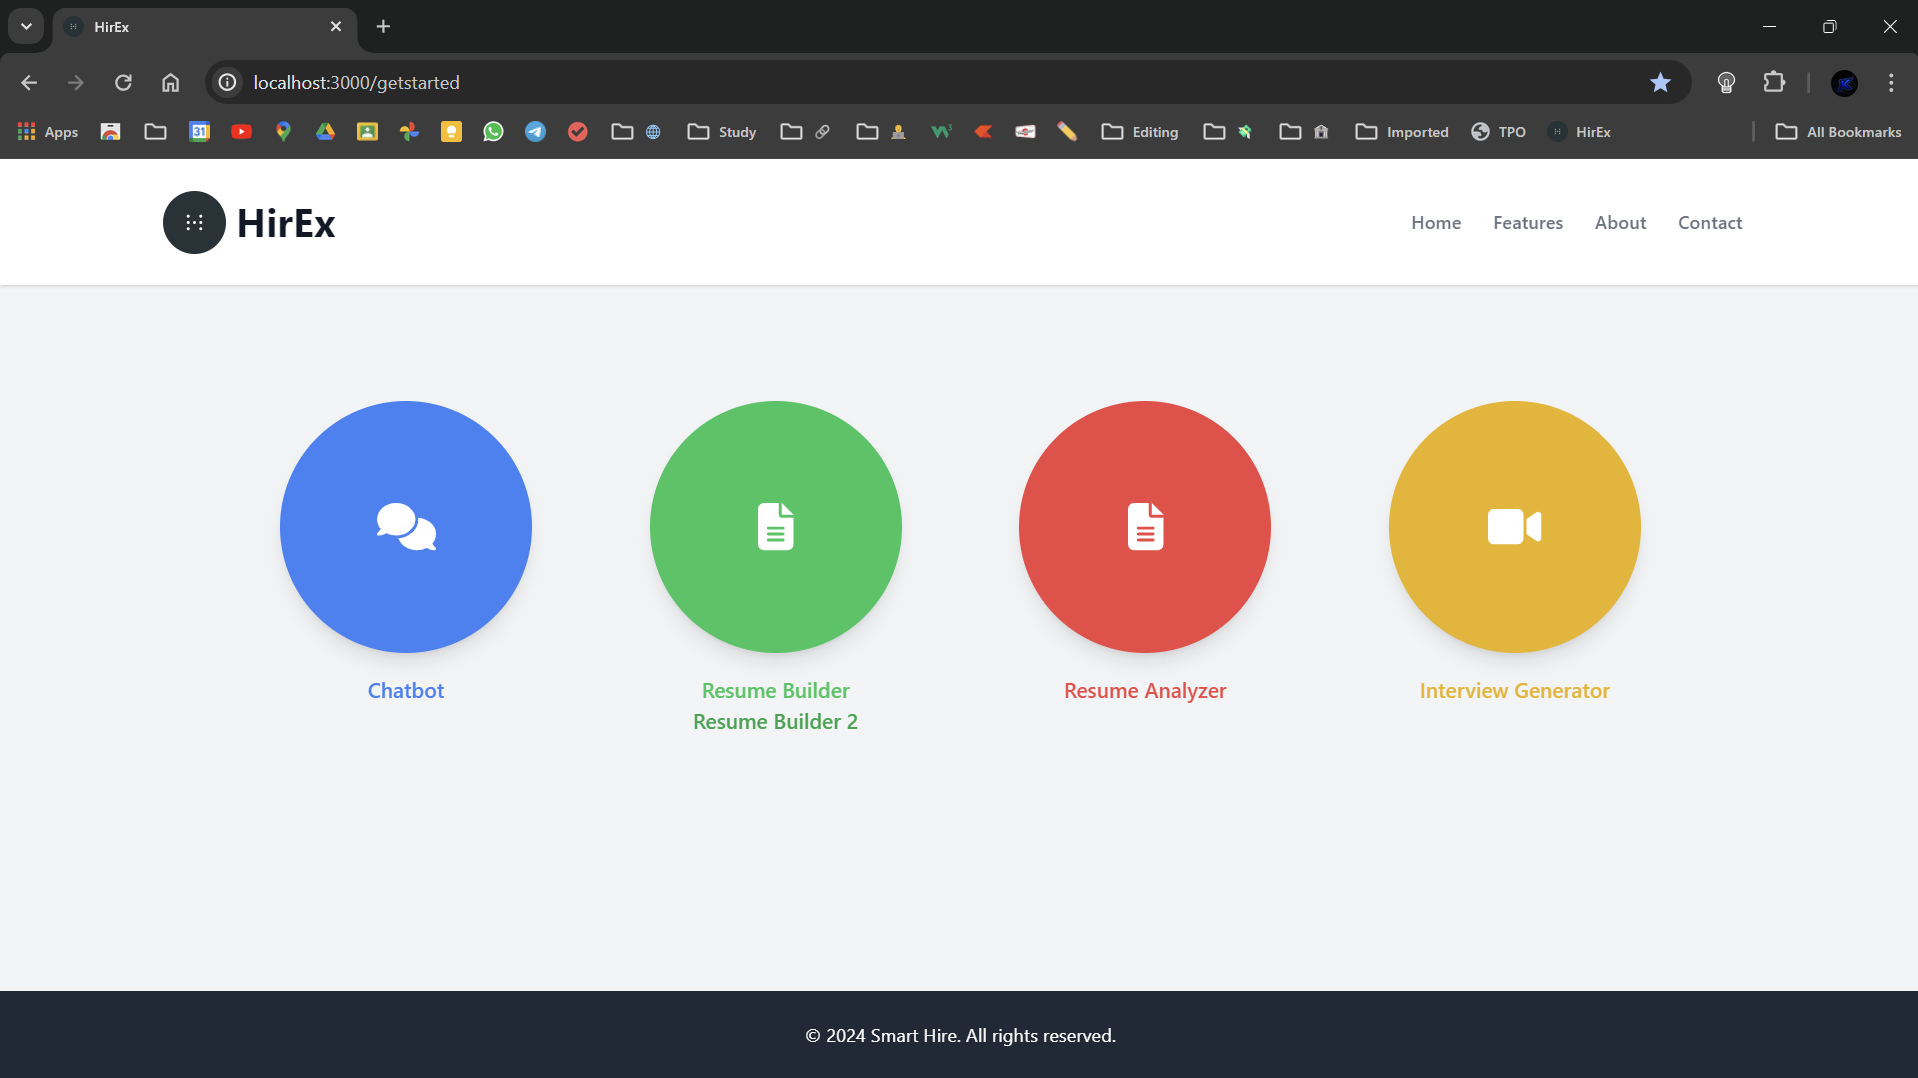 HirEx
localhost:3000/getstarted
Apps
31
Study
Editing
Imported
TPO
HirEx
All Bookmarks
HirEx
Home
Features
About
Contact
Chatbot
Resume Builder
Resume Builder 2
Resume Analyzer
Interview Generator
© 2024 Smart Hire. All rights reserved.